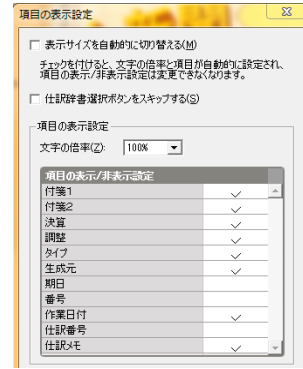 項目の表示設定
表示サイズを自動的に切り替える(M)
チェックを付けると、文字の倍率と項目が自動的に設定され、
項目の表示/非表示設定は変更できなくなります。
仕訳辞書選択ボタンをスキップする(S)
項目の表示設定
文字の倍率(Z): 100%
項目の表示/非表示設定
付箋1
付箋2
決算
調整
タイプ
生成元
期日
番号
作業日付
仕訳番号
仕訳メモ